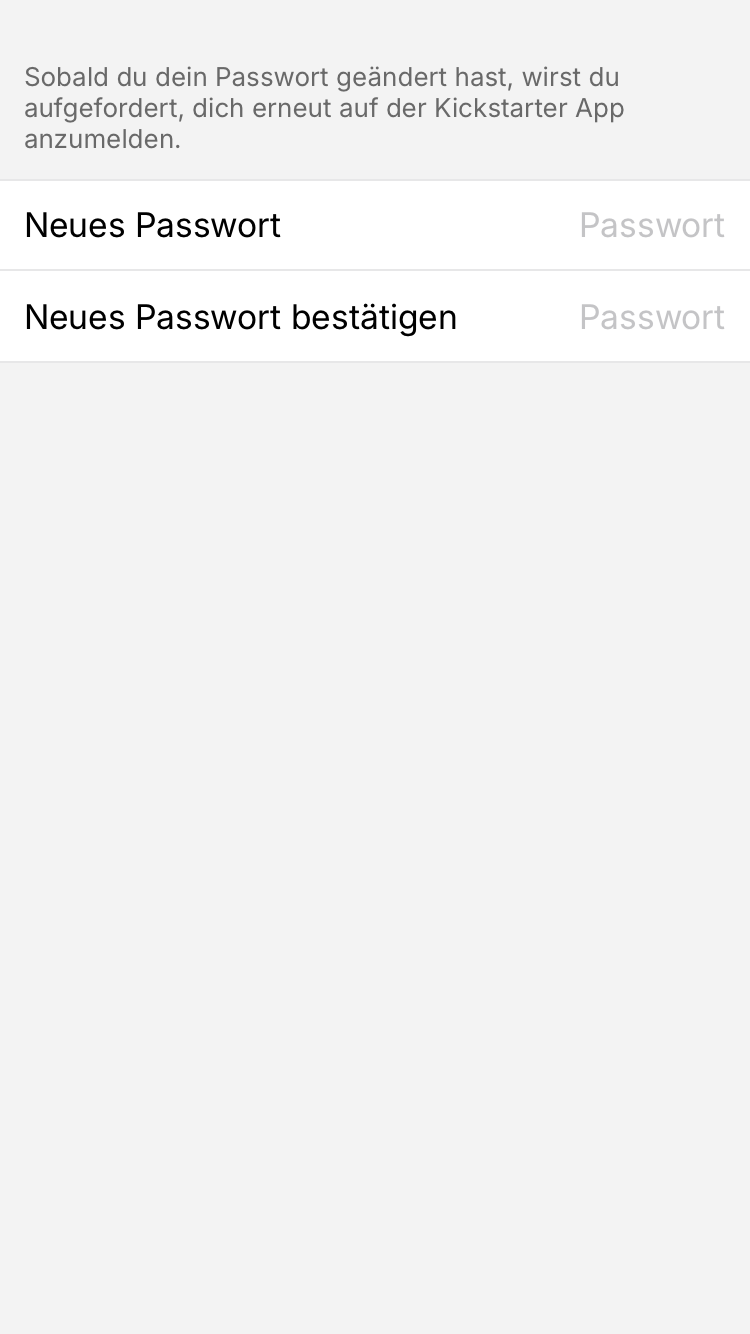 Sobald du dein Passwort geändert hast, wirst du
aufgefordert, dich erneut auf der Kickstarter App
anzumelden.
Neues Passwort Passwort
Neues Passwort bestätigen Passwort